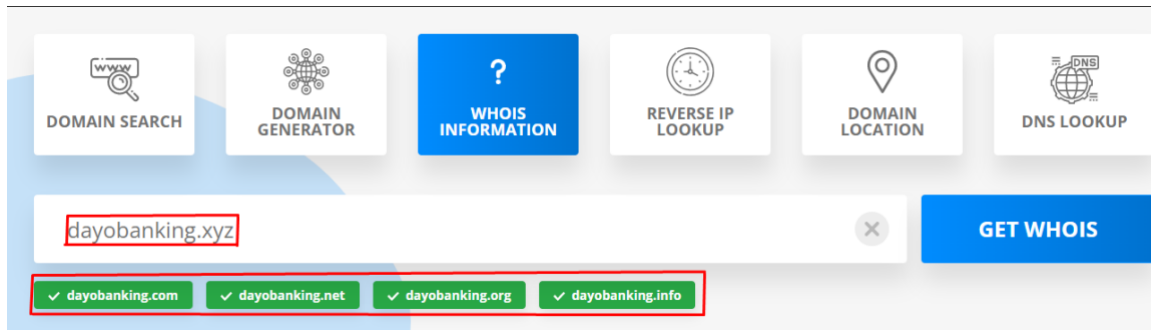 WWW
DOMAIN SEARCH
DOMAIN
GENERATOR
?
WHOIS
INFORMATION
REVERSE IP
LOOKUP
DOMAIN
LOCATION
DNS
DNS LOOKUP
dayobanking.xyz
GET WHOIS
dayobanking.com dayobanking.net dayobanking.org dayobanking.info